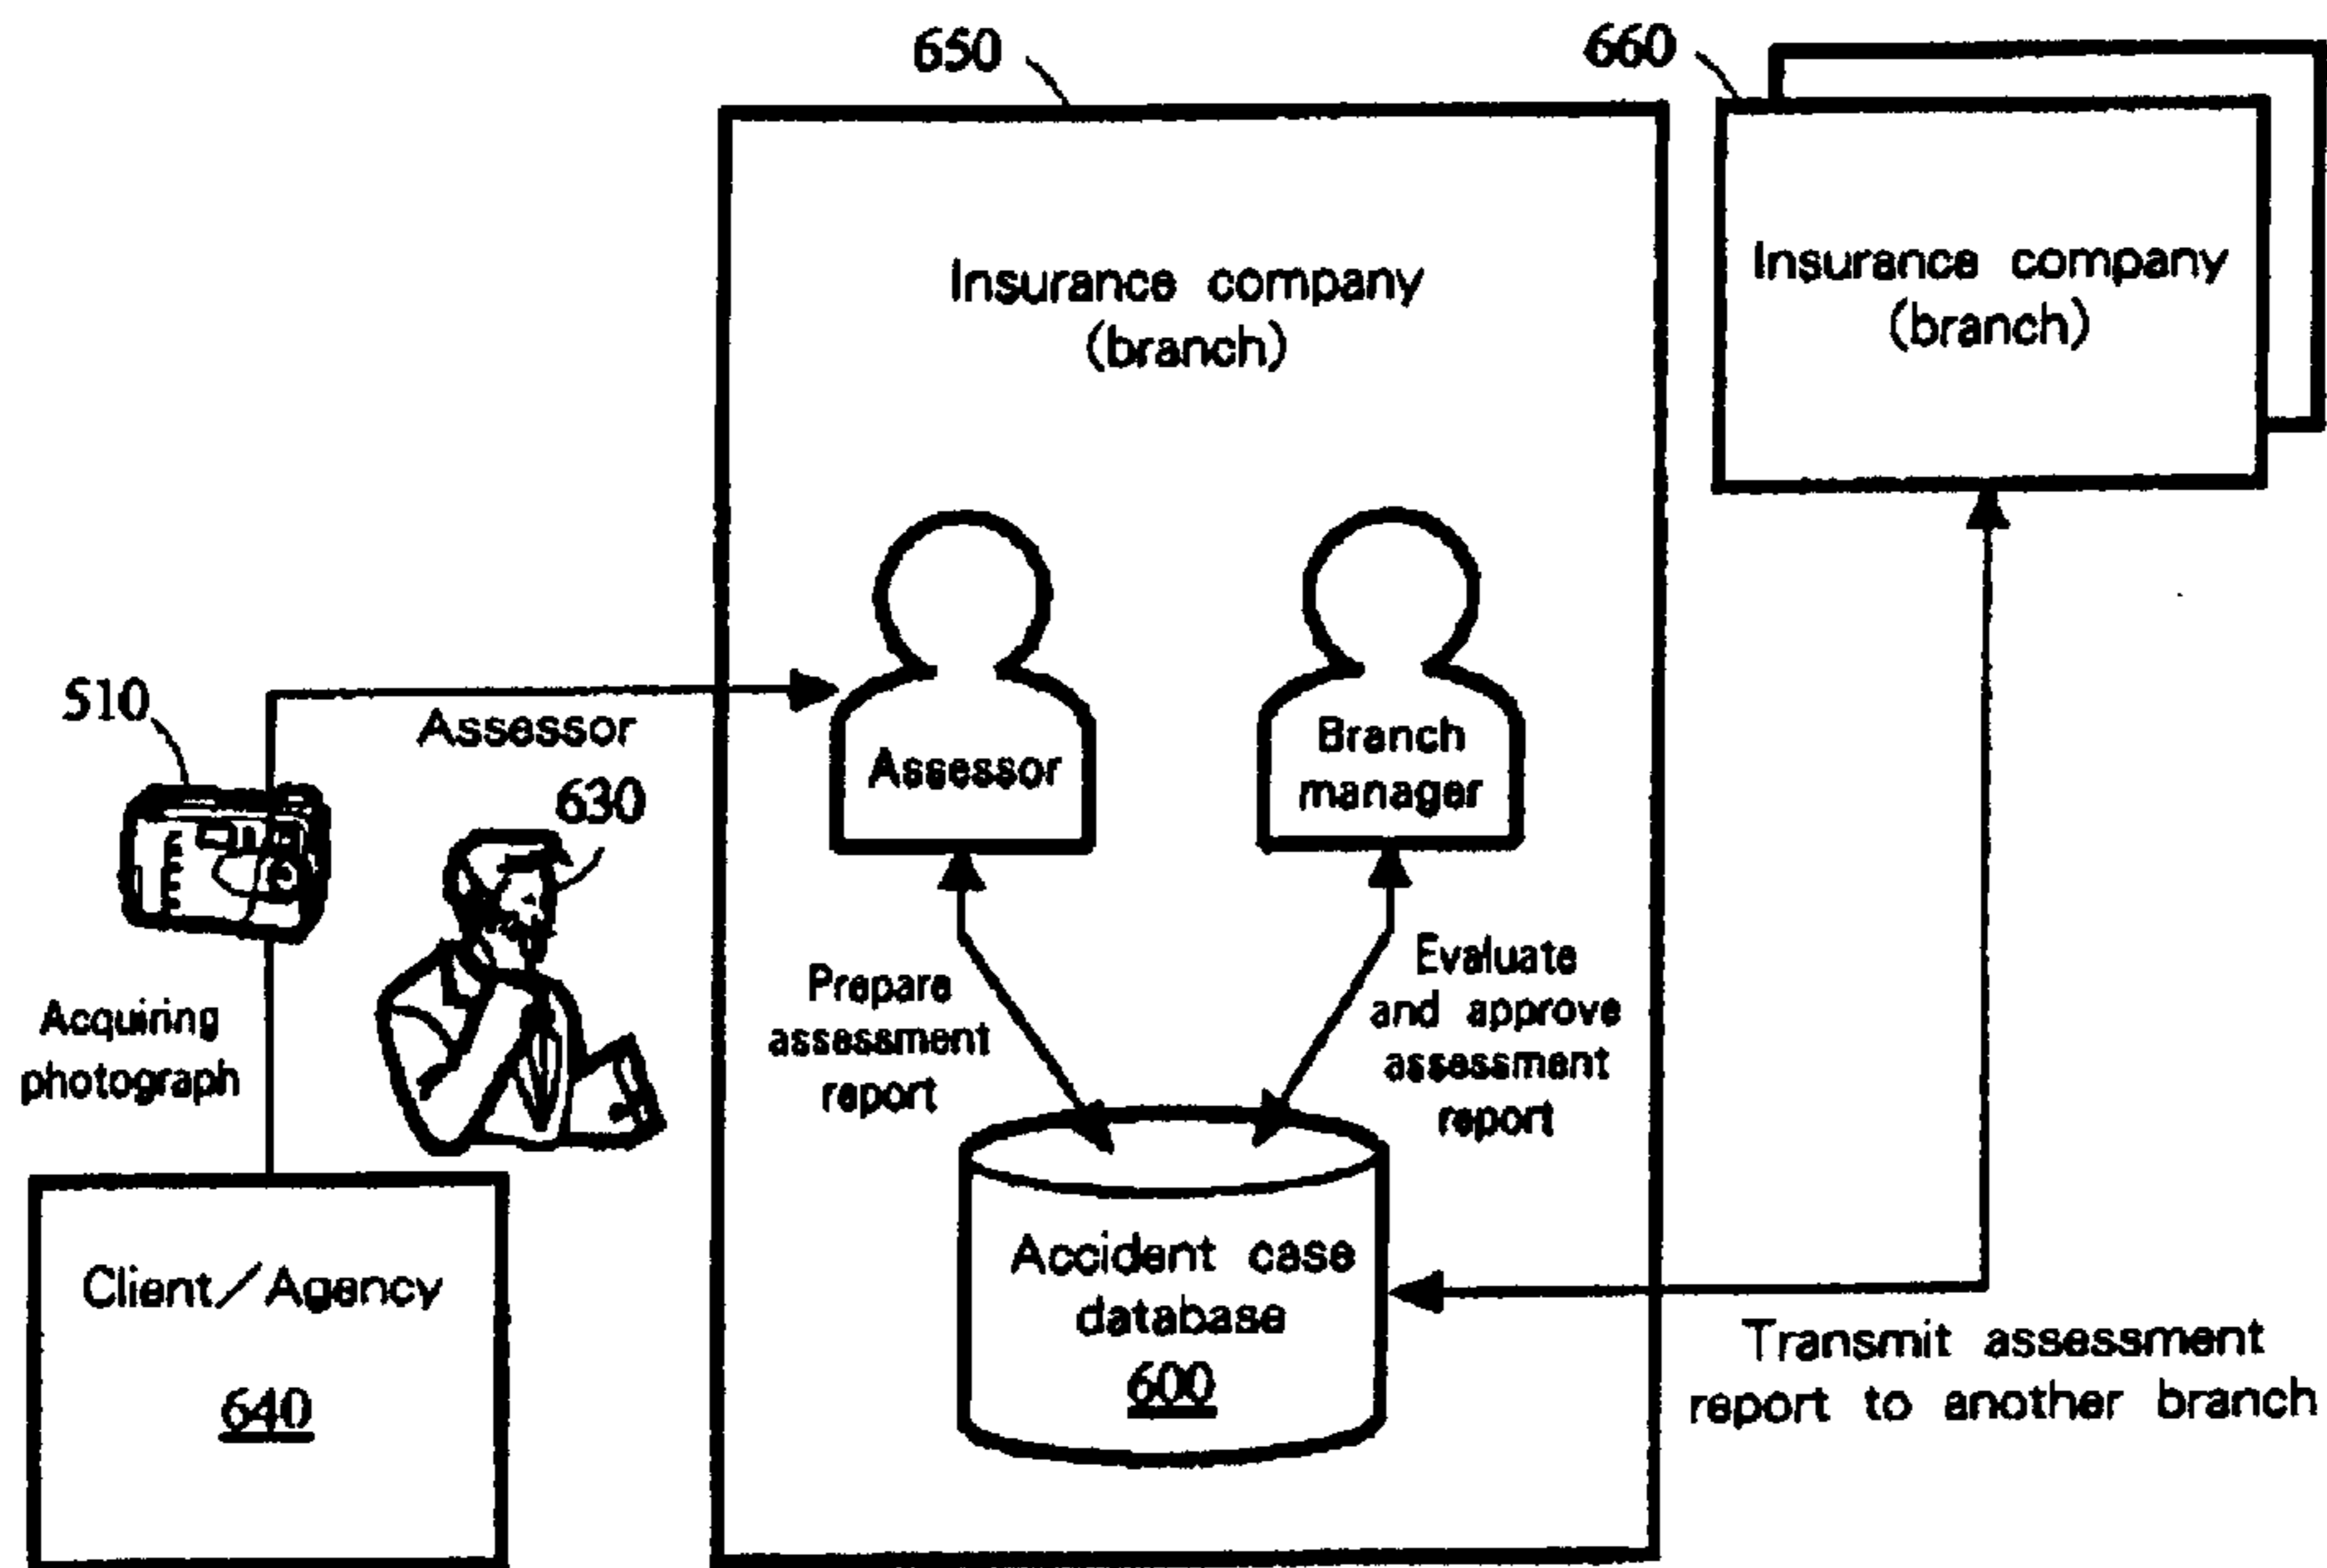 650
660
Insurance company
(branch)
Insurance company
(branch)
510
Assessor
630
Assessor
Branch
manager
Acquiring
photograph
Prepare
assessment
report
Evaluate
and approve
assessment
report
Client/Agency
640
Accident case
database
600
Transmit assessment
report to another branch